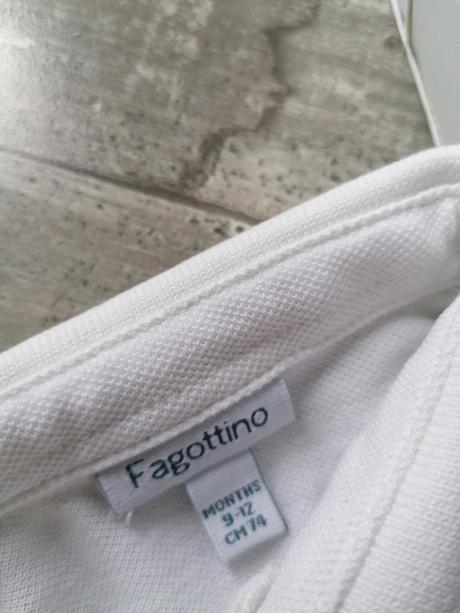 Fagottino
MONTHS
9-12
CM 74